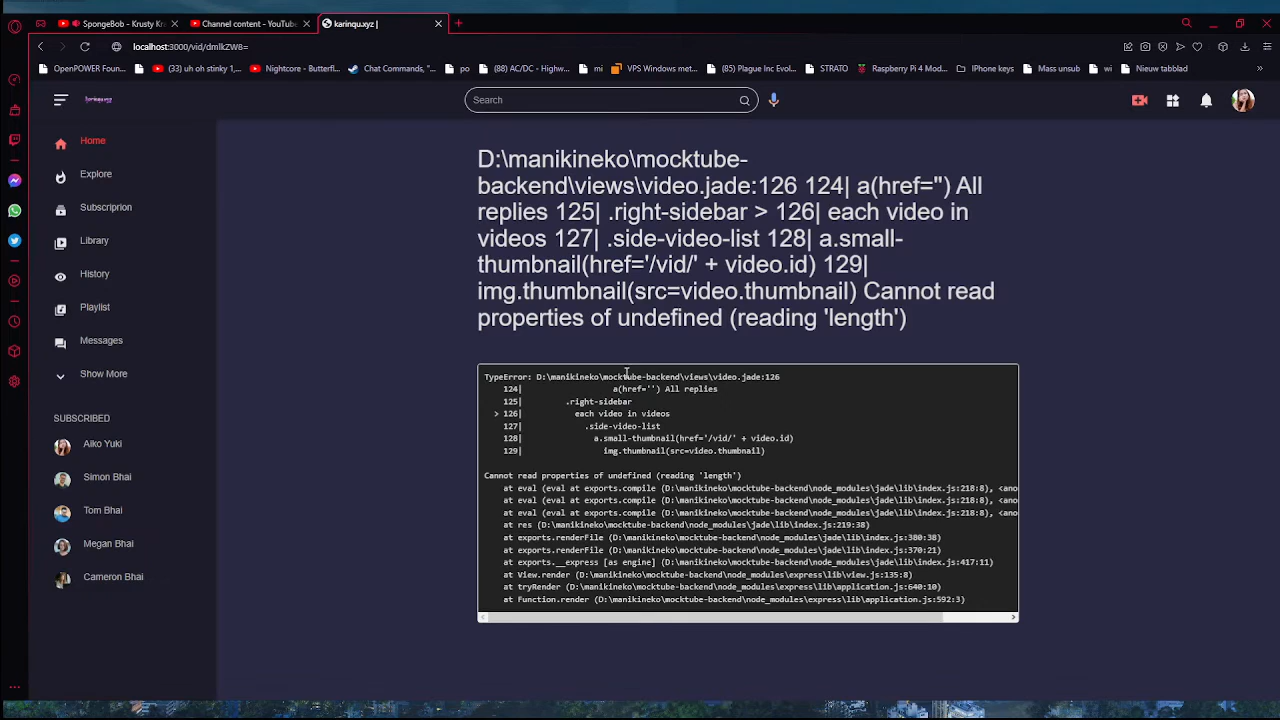 SpongeBob - Krusty Kr
Channel content - YouTube
karinqu.xyz |
localhost:3000/vid/dmlkZW8=
OpenPOWER Foun...
(33) uh oh stinky 1,...
Nightcore - Butterfl...
Chat Commands, "...
po
(88) AC/DC - Highw...
mi
VPS Windows met...
(85) Plague Inc Evol...
STRATO
Raspberry Pi 4 Mod...
IPhone keys
Mass unsub
wi
Nieuw tabblad
»
karinqu.xyz
Search
Home
Explore
Subscriprion
Library
History
Playlist
Messages
Show More
SUBSCRIBED
Aiko Yuki
Simon Bhai
Tom Bhai
Megan Bhai
Cameron Bhai
D:\manikineko\mocktube-
backend\views\video.jade:126 124| a(href='') All
replies 125| .right-sidebar > 126| each video in
videos 127| .side-video-list 128| a.small-
thumbnail(href='/vid/' + video.id) 129|
img.thumbnail(src=video.thumbnail) Cannot read
properties of undefined (reading 'length')
TypeError: D:\manikineko\mocktube-backend\views\video.jade:126
124| a(href='') All replies
125| .right-sidebar
> 126| each video in videos
127| .side-video-list
128| a.small-thumbnail(href='/vid/' + video.id)
129| img.thumbnail(src=video.thumbnail)
Cannot read properties of undefined (reading 'length')
at eval (eval at exports.compile (D:\manikineko\mocktube-backend\node_modules\jade\lib\index.js:218:8), <ano
at eval (eval at exports.compile (D:\manikineko\mocktube-backend\node_modules\jade\lib\index.js:218:8), <ano
at eval (eval at exports.compile (D:\manikineko\mocktube-backend\node_modules\jade\lib\index.js:218:8), <ano
at res (D:\manikineko\mocktube-backend\node_modules\jade\lib\index.js:219:38)
at exports.renderFile (D:\manikineko\mocktube-backend\node_modules\jade\lib\index.js:380:38)
at exports.renderFile (D:\manikineko\mocktube-backend\node_modules\jade\lib\index.js:370:21)
at exports.__express [as engine] (D:\manikineko\mocktube-backend\node_modules\jade\lib\index.js:417:11)
at View.render (D:\manikineko\mocktube-backend\node_modules\express\lib\view.js:135:8)
at tryRender (D:\manikineko\mocktube-backend\node_modules\express\lib\application.js:640:10)
at Function.render (D:\manikineko\mocktube-backend\node_modules\express\lib\application.js:592:3)